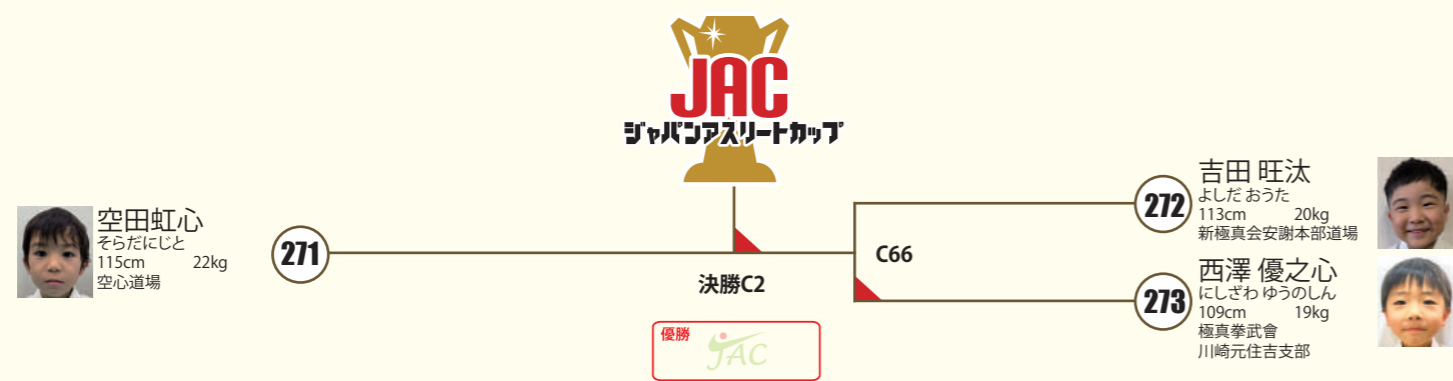 JAC
ジャパンアスリートカップ
空田虹心
そらだにじと
115cm 22kg
空心道場
271
決勝C2
優勝
JAC
C66
272
吉田 旺汰
よしだ おうた
113cm 20kg
新極真会安謝本部道場
273
西澤 優之心
にしざわ ゆうのしん
109cm 19kg
極真拳武會
川崎元住吉支部